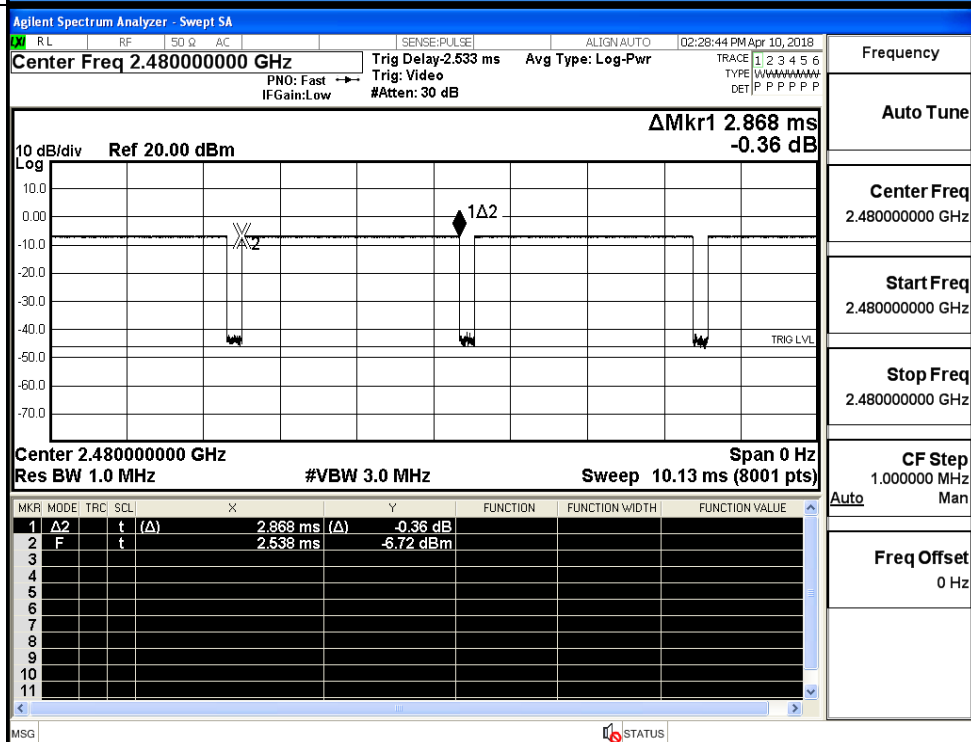 Agilent Spectrum Analyzer - Swept SA
LXI RL RF 50 Ω AC SENSE:PULSE ALIGN AUTO 02:28:44 PM Apr 10, 2018
Center Freq 2.480000000 GHz Trig Delay-2.533 ms Avg Type: Log-Pwr TRACE 1 2 3 4 5 6
PNO: Fast Trig: Video TYPE WWWWWW
IFGain:Low #Atten: 30 dB DET P P P P P P
ΔMkr1 2.868 ms
-0.36 dB
10 dB/div Ref 20.00 dBm
Log
10.0
0.00
-10.0
-20.0
-30.0
-40.0
-50.0
-60.0
-70.0
1Δ2
2
TRIG LVL
Center 2.480000000 GHz Span 0 Hz
Res BW 1.0 MHz #VBW 3.0 MHz Sweep 10.13 ms (8001 pts)
MKR MODE TRC SCL X Y FUNCTION FUNCTION WIDTH FUNCTION VALUE
1 Δ2 t (Δ) 2.868 ms (Δ) -0.36 dB
2 F t 2.538 ms -6.72 dBm
3
4
5
6
7
8
9
10
11
MSG STATUS
Frequency
Auto Tune
Center Freq
2.480000000 GHz
Start Freq
2.480000000 GHz
Stop Freq
2.480000000 GHz
CF Step
1.000000 MHz
Auto Man
Freq Offset
0 Hz